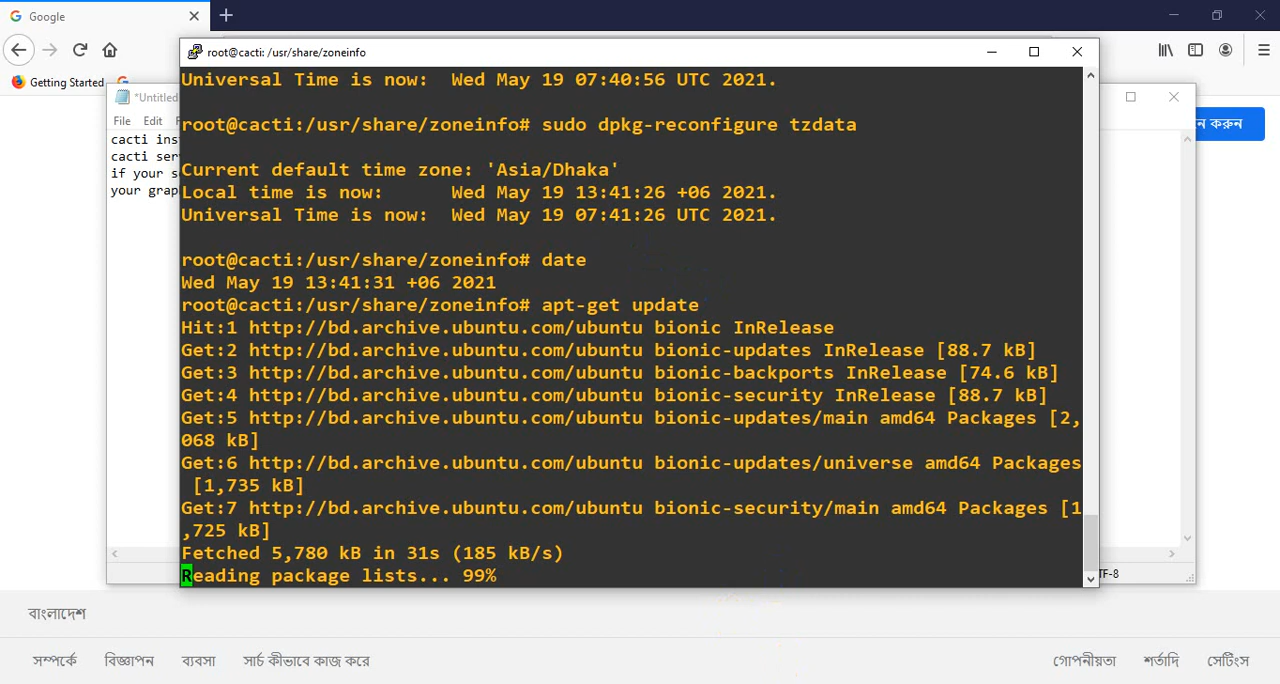 Google
root@cacti: /usr/share/zoneinfo
Getting Started
*Untitled
File Edit
cacti ins
cacti ser
if your s
your grap
Universal Time is now:  Wed May 19 07:40:56 UTC 2021.
root@cacti:/usr/share/zoneinfo# sudo dpkg-reconfigure tzdata
Current default time zone: 'Asia/Dhaka'
Local time is now:      Wed May 19 13:41:26 +06 2021.
Universal Time is now:  Wed May 19 07:41:26 UTC 2021.
root@cacti:/usr/share/zoneinfo# date
Wed May 19 13:41:31 +06 2021
root@cacti:/usr/share/zoneinfo# apt-get update
Hit:1 http://bd.archive.ubuntu.com/ubuntu bionic InRelease
Get:2 http://bd.archive.ubuntu.com/ubuntu bionic-updates InRelease [88.7 kB]
Get:3 http://bd.archive.ubuntu.com/ubuntu bionic-backports InRelease [74.6 kB]
Get:4 http://bd.archive.ubuntu.com/ubuntu bionic-security InRelease [88.7 kB]
Get:5 http://bd.archive.ubuntu.com/ubuntu bionic-updates/main amd64 Packages [2,
068 kB]
Get:6 http://bd.archive.ubuntu.com/ubuntu bionic-updates/universe amd64 Packages
[1,735 kB]
Get:7 http://bd.archive.ubuntu.com/ubuntu bionic-security/main amd64 Packages [1
,725 kB]
Fetched 5,780 kB in 31s (185 kB/s)
Reading package lists... 99%
ন করুন
TF-8
বাংলাদেশ
সম্পর্কে বিজ্ঞাপন ব্যবসা সার্চ কীভাবে কাজ করে গোপনীয়তা শর্তাদি সেটিংস